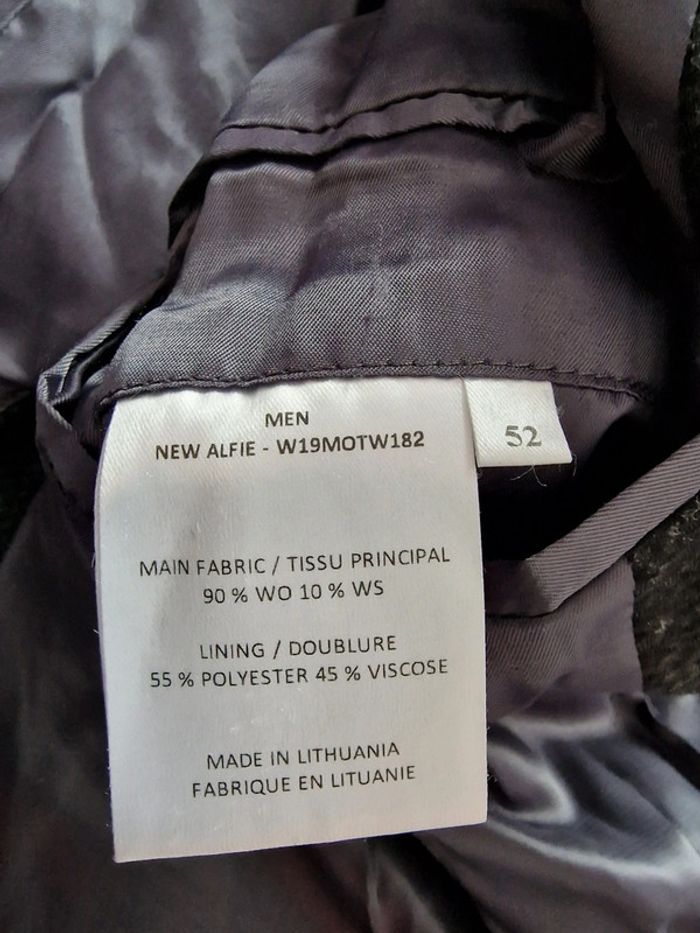 MEN
NEW ALFIE - W19MOTW182
52
MAIN FABRIC / TISSU PRINCIPAL
90 % WO 10 % WS
LINING / DOUBLURE
55 % POLYESTER 45 % VISCOSE
MADE IN LITHUANIA
FABRIQUE EN LITUANIE